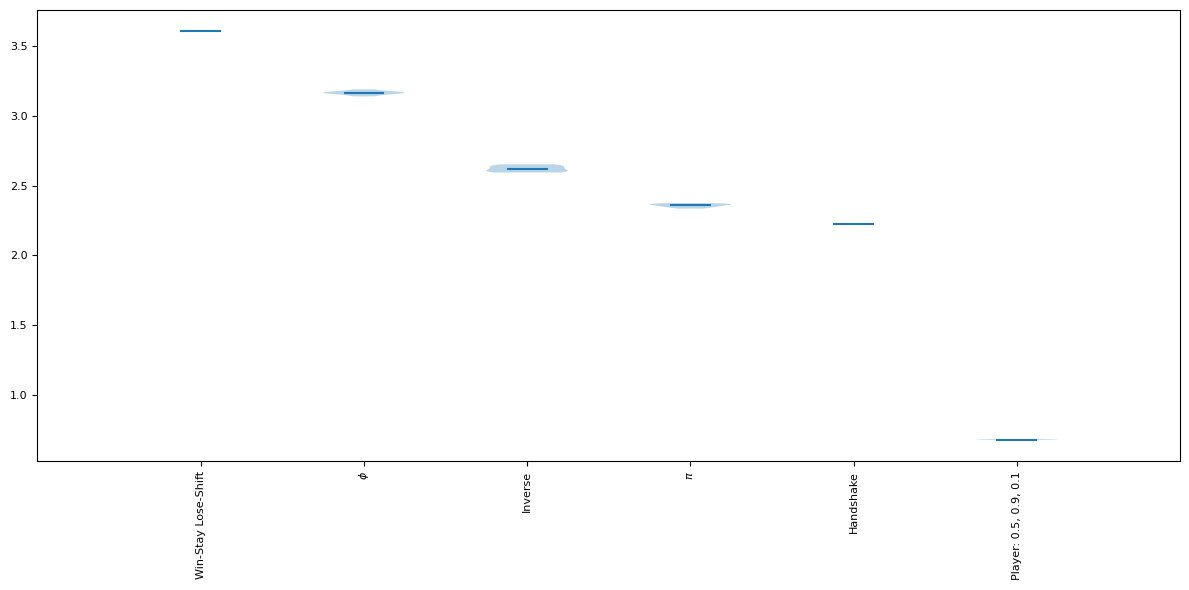 3.5
3.0
2.5
2.0
1.5
1.0
Win-Stay Lose-Shift
ϕ
Inverse
π
Handshake
Player: 0.5, 0.9, 0.1